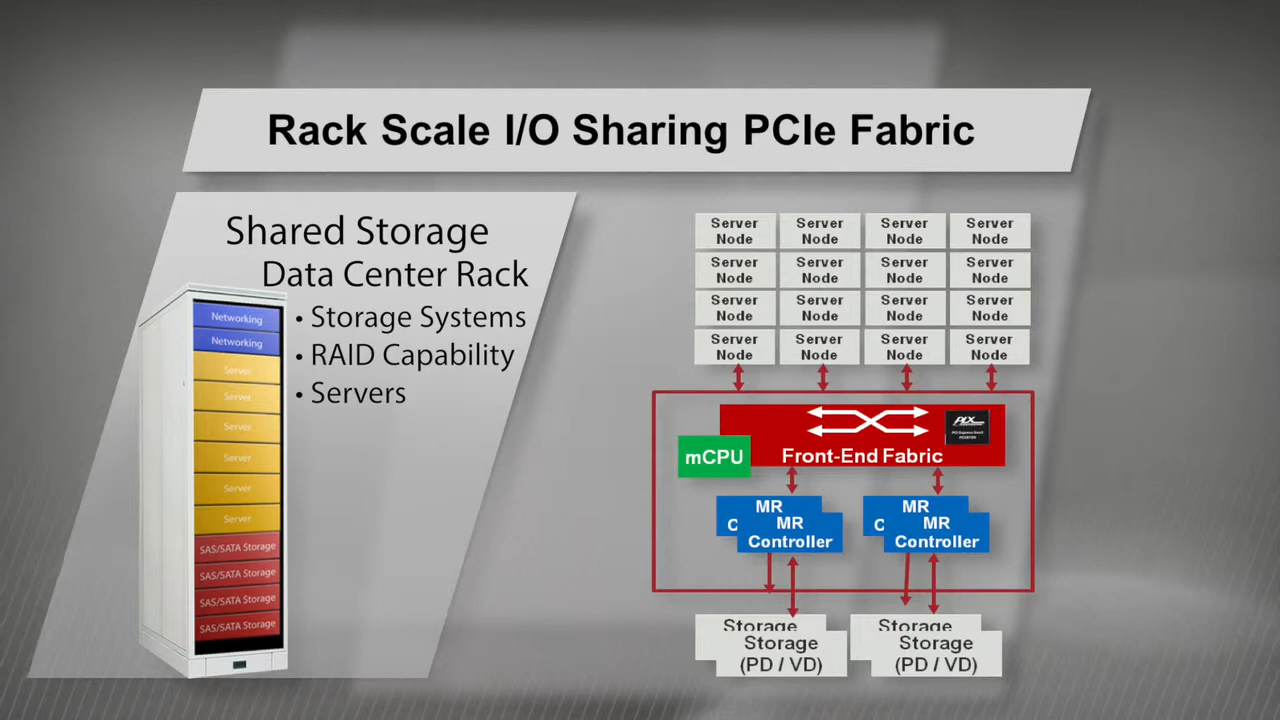 Rack Scale I/O Sharing PCIe Fabric
Shared Storage
Data Center Rack
• Storage Systems
• RAID Capability
• Servers
Networking
Networking
Server
Server
Server
Server
Server
Server
SAS/SATA Storage
SAS/SATA Storage
SAS/SATA Storage
SAS/SATA Storage
Server Server Server Server
Node Node Node Node
Server Server Server Server
Node Node Node Node
Server Server Server Server
Node Node Node Node
Server Server Server Server
Node Node Node Node
PLX
mCPU
Front-End Fabric
MR
C
MR
Controller
MR
C
MR
Controller
Storage
Storage
(PD / VD)
Storage
Storage
(PD / VD)